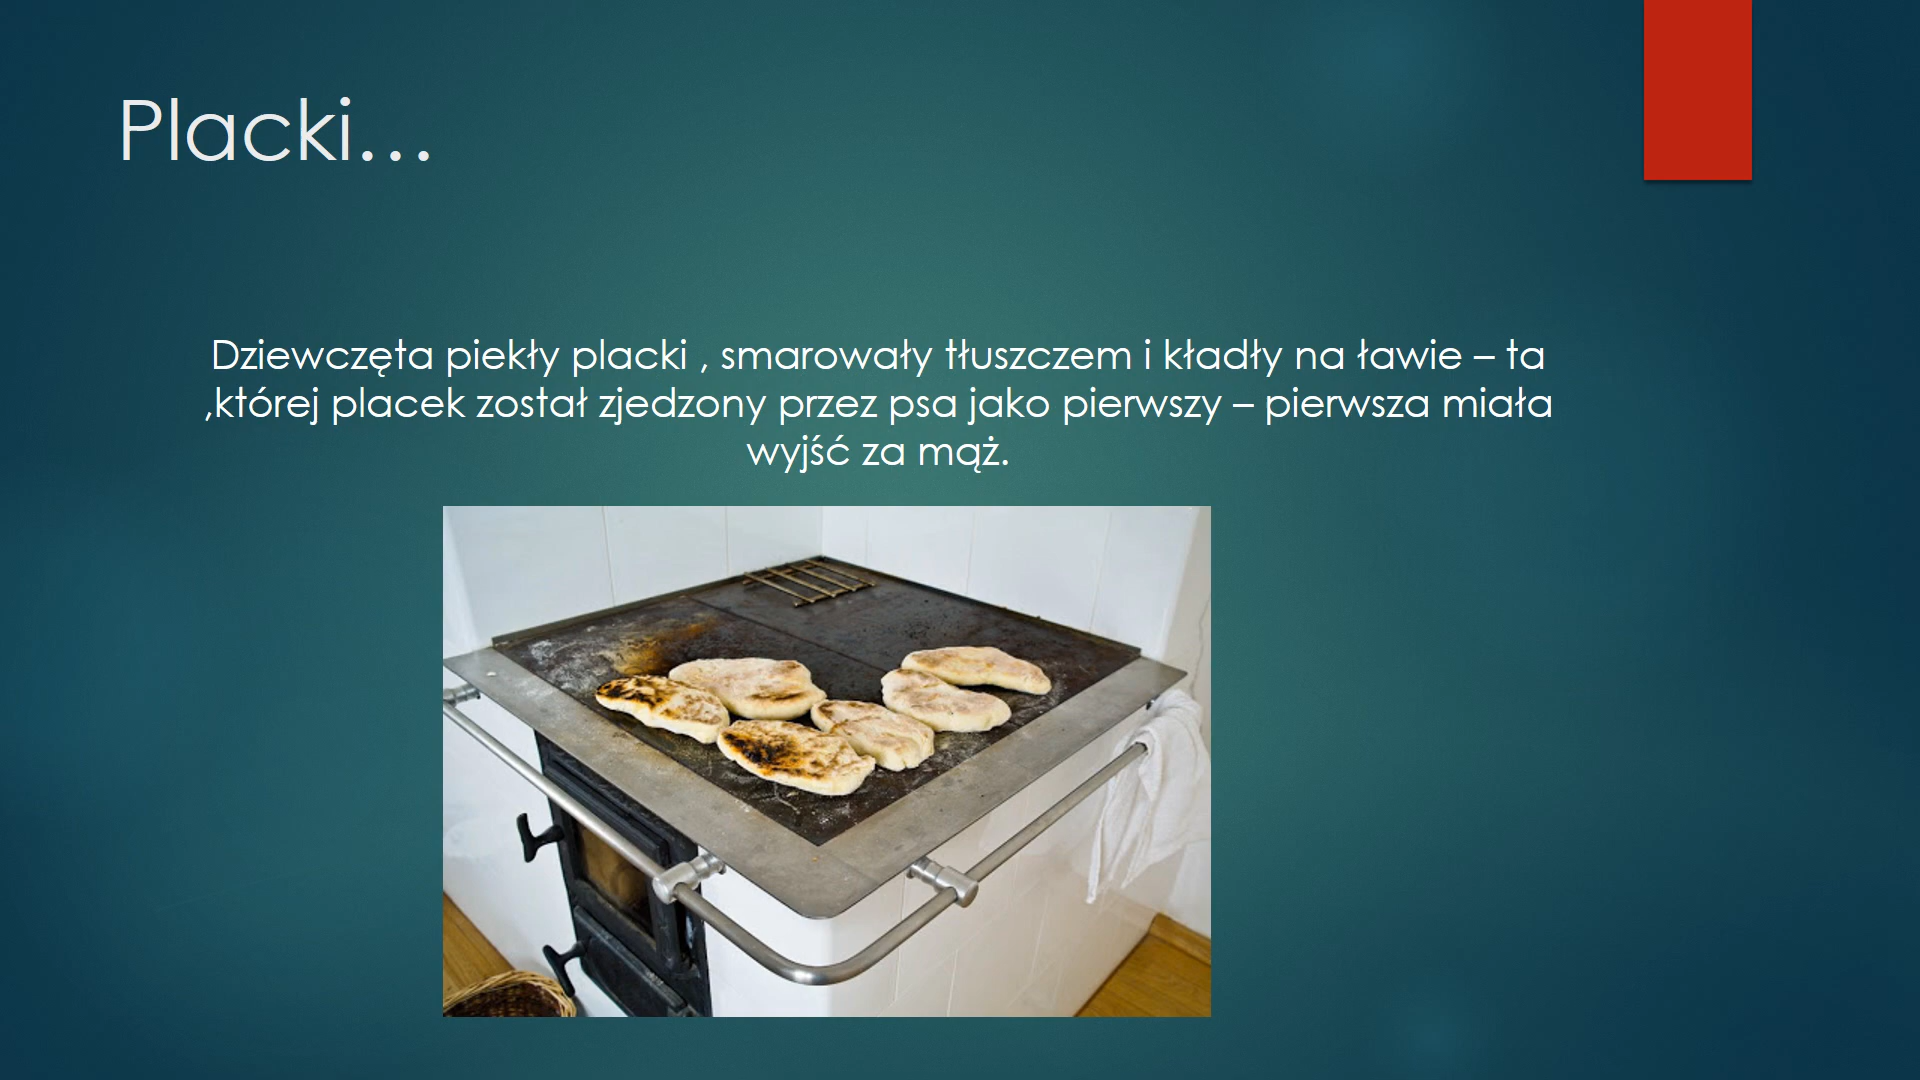 Placki...
Dziewczęta piekły placki , smarowały tłuszczem i kładły na ławie – ta
,której placek został zjedzony przez psa jako pierwszy – pierwsza miała
wyjść za mąż.